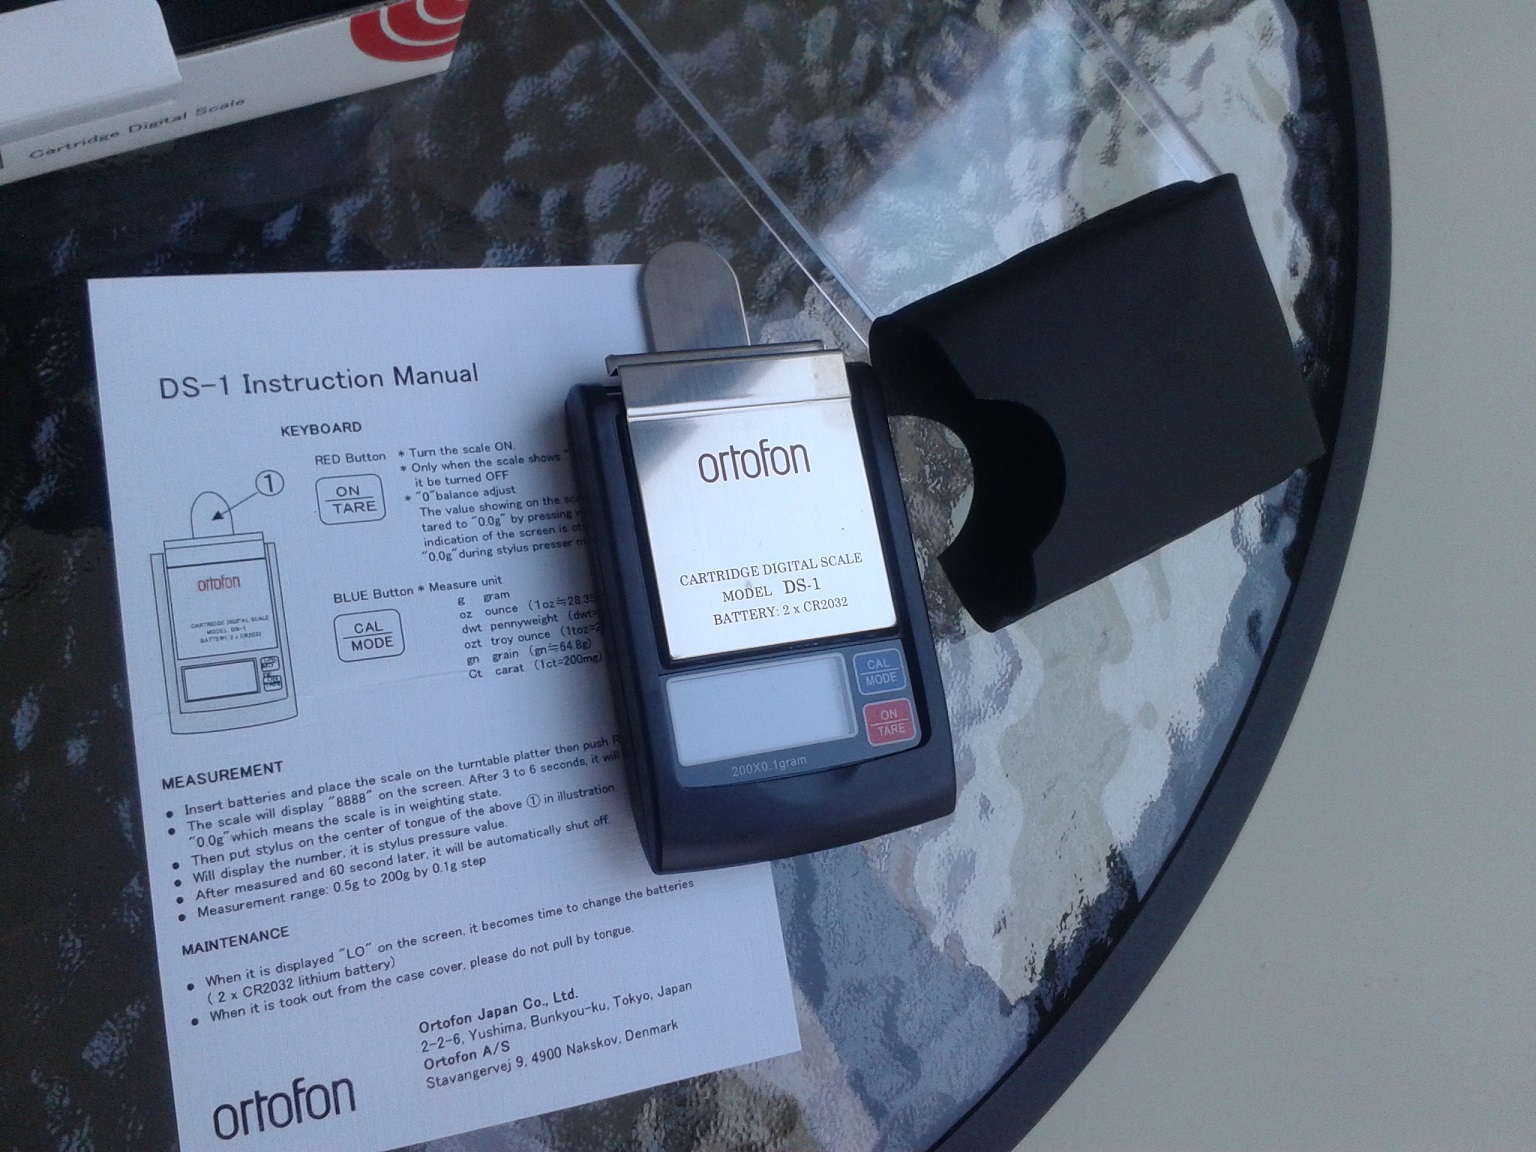 Cartridge Digital Scale
DS-1 Instruction Manual
KEYBOARD
RED Button
ON
TARE
* Turn the scale ON.
* Only when the scale shows "
it be turned OFF
* "0"balance adjust
The value showing on the
tared to "0.0g" by pressing
indication of the screen is
"0.0g"during stylus presser
BLUE Button * Measure unit
CAL
MODE
g gram
oz ounce (1oz≒28.35
dwt pennyweight (dwt=
ozt troy ounce (1toz=
gn grain (gn≒64.8g)
Ct carat (1ct=200mg)
①
ortofon
CARTRIDGE DIGITAL SCALE
MODEL DS-1
BATTERY: 2 x CR2032
MEASUREMENT
● Insert batteries and place the scale on the turntable platter then push
● The scale will display "8888" on the screen. After 3 to 6 seconds, it will
"0.0g"which means the scale is in weighting state.
● Then put stylus on the center of tongue of the above ① in illustration.
● Will display the number, it is stylus pressure value.
● After measured and 60 second later, it will be automatically shut off.
● Measurement range: 0.5g to 200g by 0.1g step
MAINTENANCE
● When it is displayed "LO" on the screen, it becomes time to change the batteries
( 2 x CR2032 lithium battery)
● When it is took out from the case cover, please do not pull by tongue.
Ortofon Japan Co., Ltd.
2-2-6, Yushima, Bunkyou-ku, Tokyo, Japan
Ortofon A/S
Stavangervej 9, 4900 Nakskov, Denmark
ortofon
ortofon
CARTRIDGE DIGITAL SCALE
MODEL DS-1
BATTERY: 2 x CR2032
CAL
MODE
ON
TARE
200X0.1gram